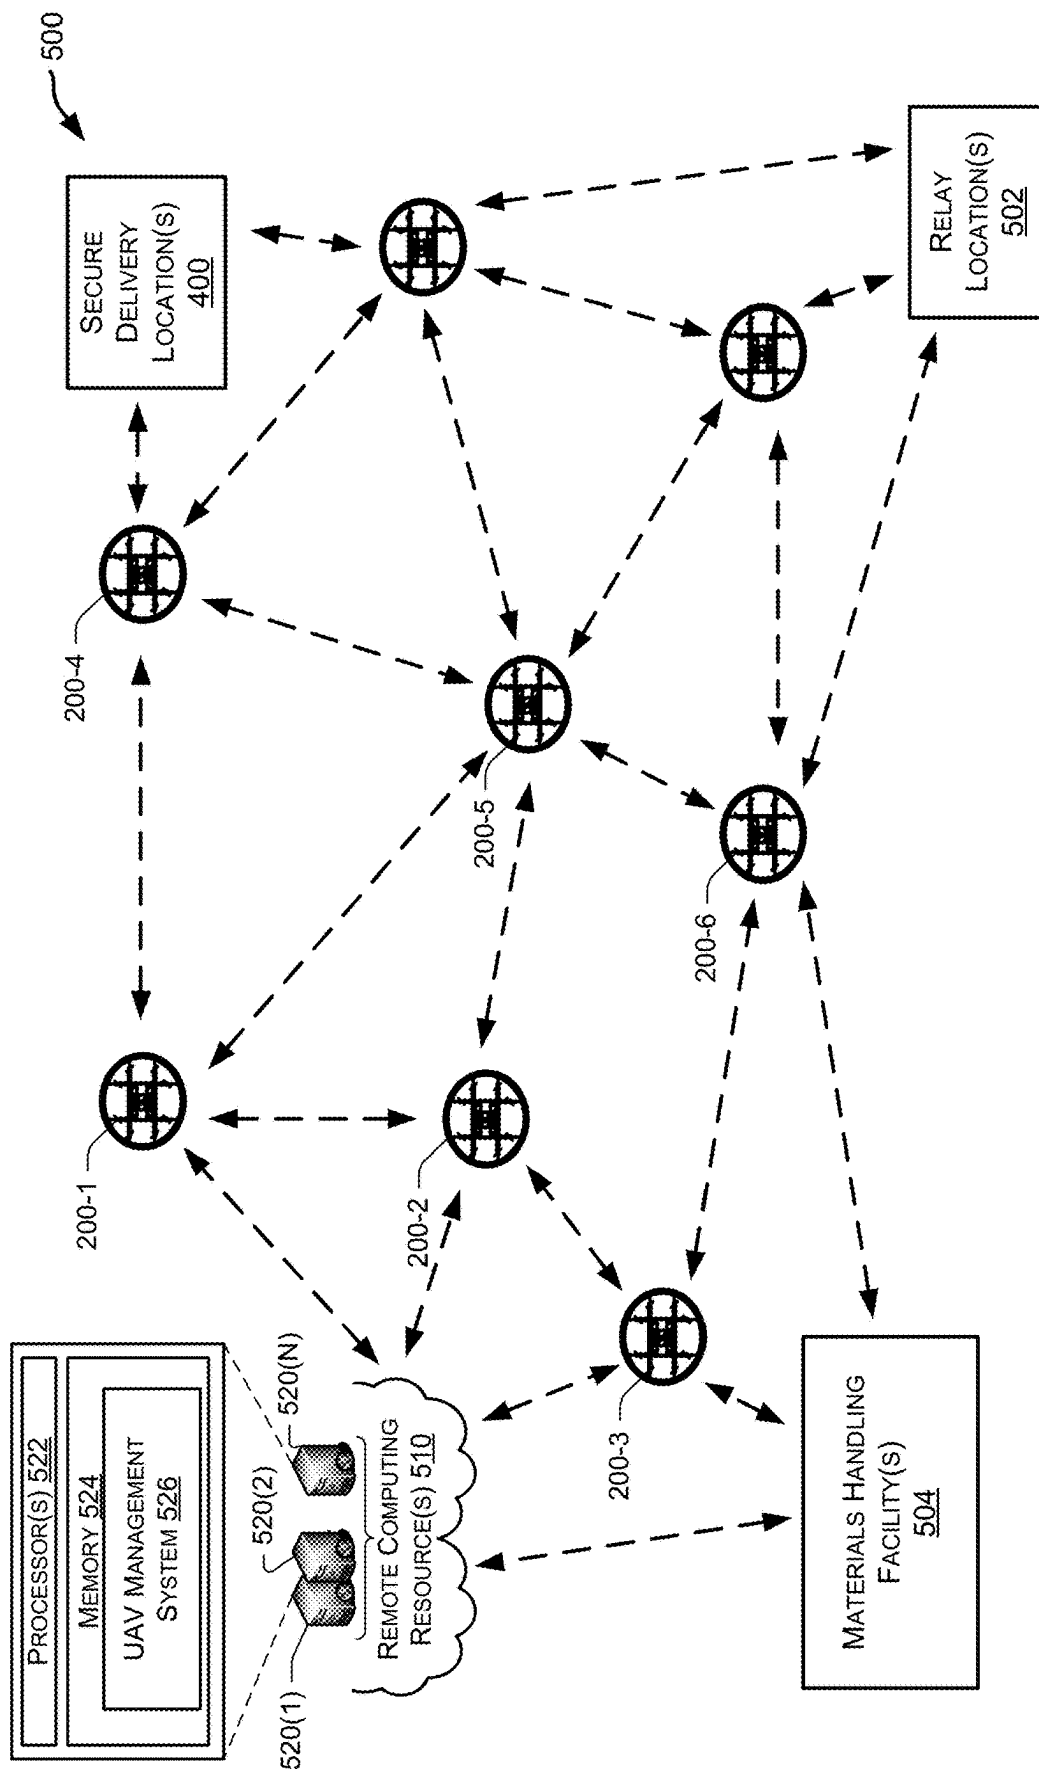 500
PROCESSOR(S) 522
MEMORY 524
UAV MANAGEMENT
SYSTEM 526
520(1)
520(2)
520(N)
REMOTE COMPUTING
RESOURCE(S) 510
200-1
200-2
200-3
200-4
200-5
200-6
SECURE
DELIVERY
LOCATION(S)
400
MATERIALS HANDLING
FACILITY(S)
504
RELAY
LOCATION(S)
502